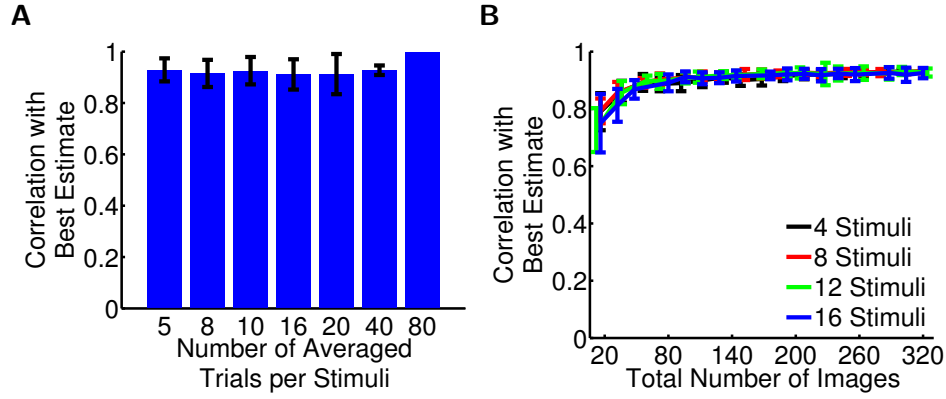 A
Correlation with
Best Estimate
1
0.8
0.6
0.4
0.2
0
5 8 10 16 20 40 80
Number of Averaged
Trials per Stimuli
B
Correlation with
Best Estimate
1
0.8
0.6
0.4
0.2
0
4 Stimuli
8 Stimuli
12 Stimuli
16 Stimuli
20 80 140 200 260 320
Total Number of Images